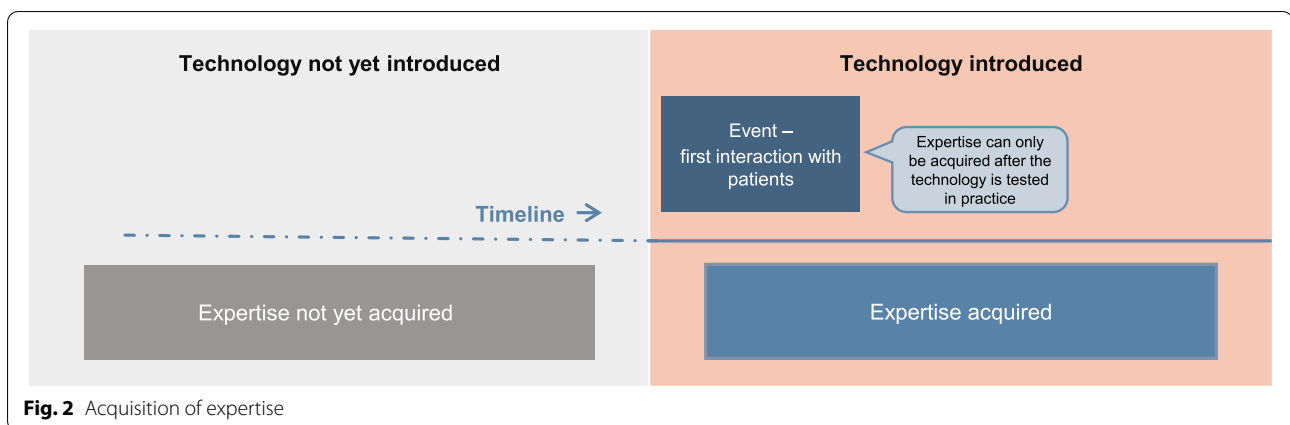 Technology not yet introduced
Technology introduced
Event –
first interaction with
patients
Expertise can only
be acquired after the
technology is tested
in practice
Timeline →
Expertise not yet acquired
Expertise acquired
Fig. 2 Acquisition of expertise